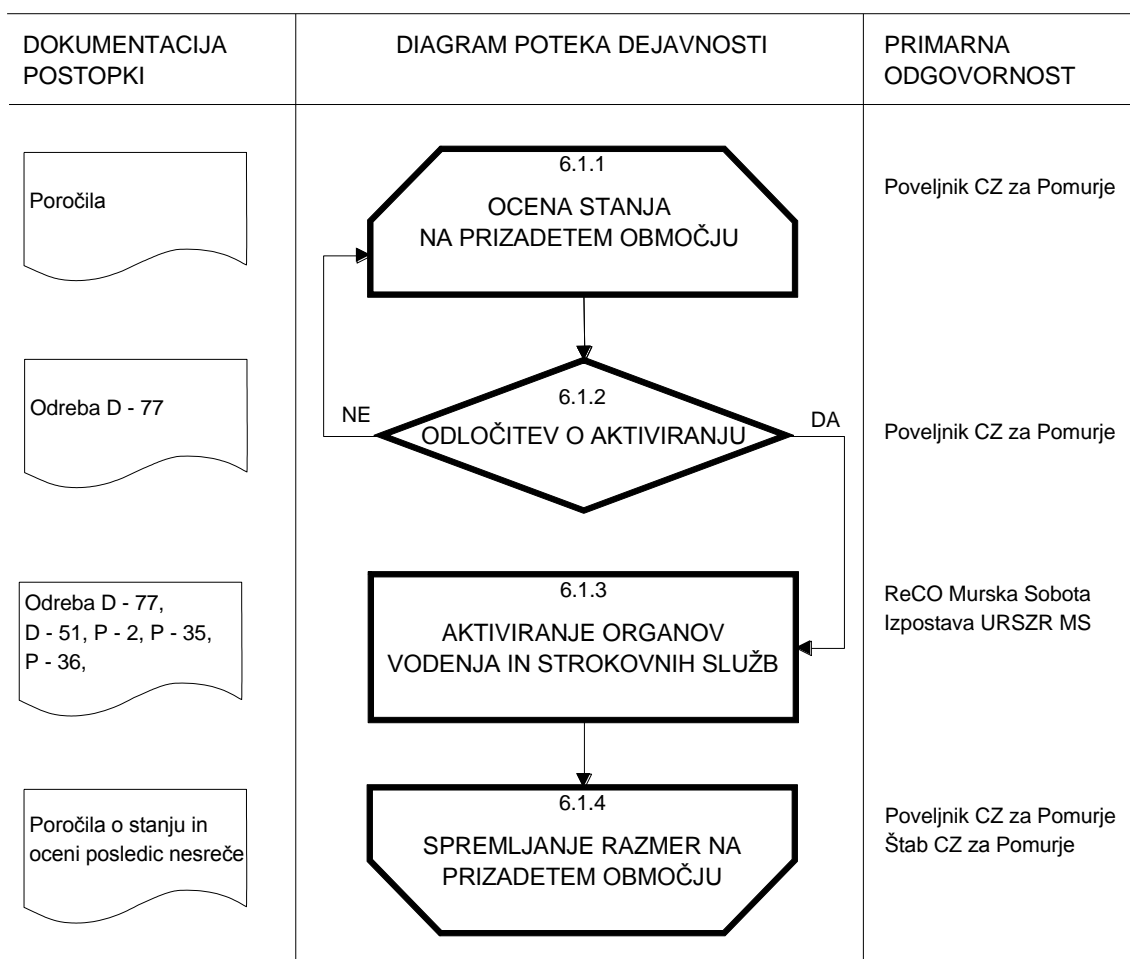 DOKUMENTACIJA
POSTOPKI
DIAGRAM POTEKA DEJAVNOSTI
PRIMARNA
ODGOVORNOST
Poročila
6.1.1
OCENA STANJA
NA PRIZADETEM OBMOČJU
Poveljnik CZ za Pomurje
Odreba D - 77
NE
6.1.2
ODLOČITEV O AKTIVIRANJU
DA
Poveljnik CZ za Pomurje
Odreba D - 77,
D - 51, P - 2, P - 35,
P - 36,
6.1.3
AKTIVIRANJE ORGANOV
VODENJA IN STROKOVNIH SLUŽB
ReCO Murska Sobota
Izpostava URSZR MS
Poročila o stanju in
oceni posledic nesreče
6.1.4
SPREMLJANJE RAZMER NA
PRIZADETEM OBMOČJU
Poveljnik CZ za Pomurje
Štab CZ za Pomurje